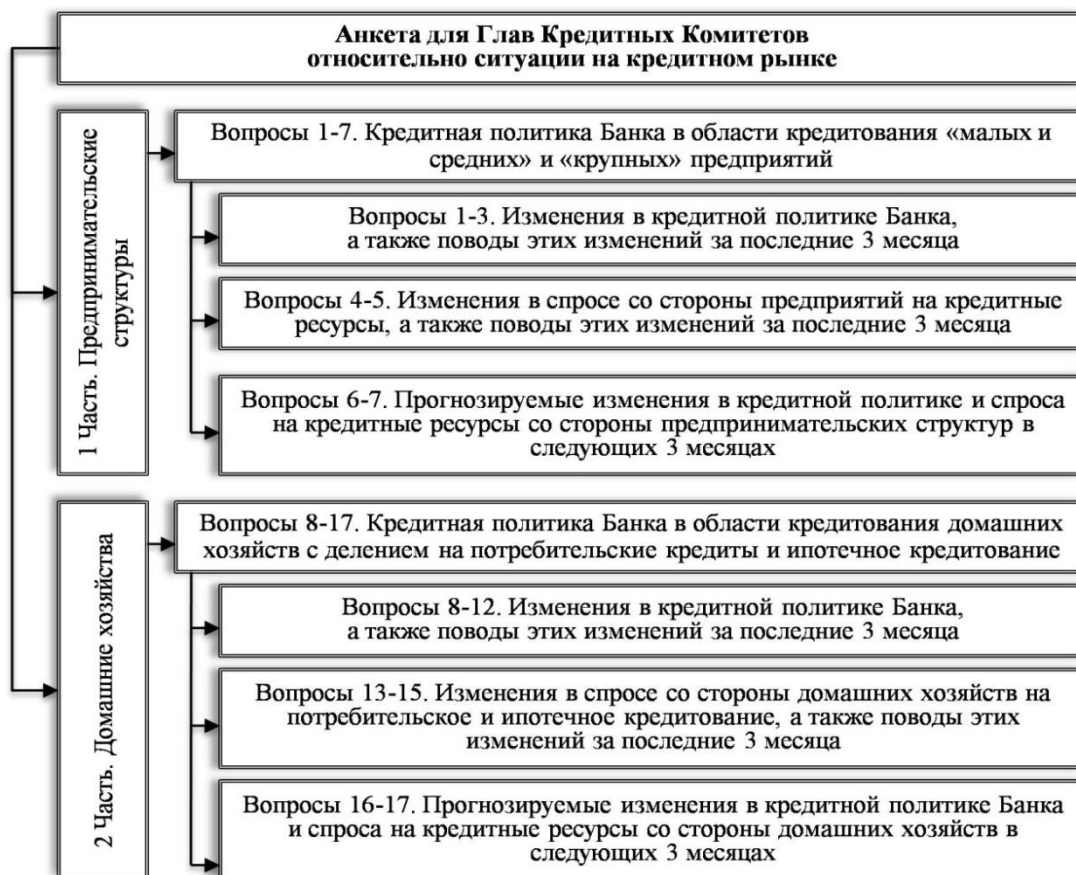 Анкета для Глав Кредитных Комитетов
относительно ситуации на кредитном рынке
1 Часть. Предпринимательские
структуры
Вопросы 1-7. Кредитная политика Банка в области кредитования «малых и
средних» и «крупных» предприятий
Вопросы 1-3. Изменения в кредитной политике Банка,
а также поводы этих изменений за последние 3 месяца
Вопросы 4-5. Изменения в спросе со стороны предприятий на кредитные
ресурсы, а также поводы этих изменений за последние 3 месяца
Вопросы 6-7. Прогнозируемые изменения в кредитной политике и спроса
на кредитные ресурсы со стороны предпринимательских структур в
следующих 3 месяцах
2 Часть. Домашние хозяйства
Вопросы 8-17. Кредитная политика Банка в области кредитования домашних
хозяйств с делением на потребительские кредиты и ипотечное кредитование
Вопросы 8-12. Изменения в кредитной политике Банка,
а также поводы этих изменений за последние 3 месяца
Вопросы 13-15. Изменения в спросе со стороны домашних хозяйств на
потребительское и ипотечное кредитование, а также поводы этих
изменений за последние 3 месяца
Вопросы 16-17. Прогнозируемые изменения в кредитной политике Банка
и спроса на кредитные ресурсы со стороны домашних хозяйств в
следующих 3 месяцах